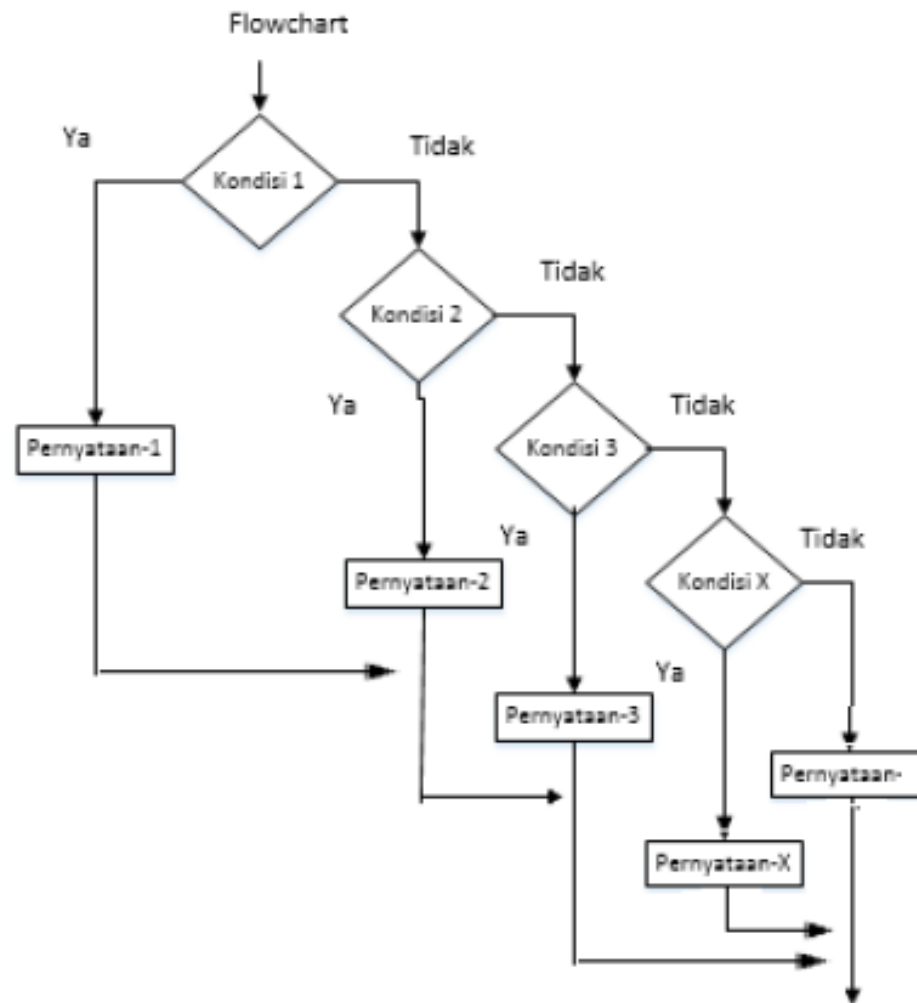 Flowchart
Ya
Tidak
Kondisi 1
Tidak
Kondisi 2
Ya
Tidak
Pernyataan-1
Kondisi 3
Ya
Tidak
Pernyataan-2
Kondisi X
Ya
Pernyataan-3
Pernyataan-
Pernyataan-X